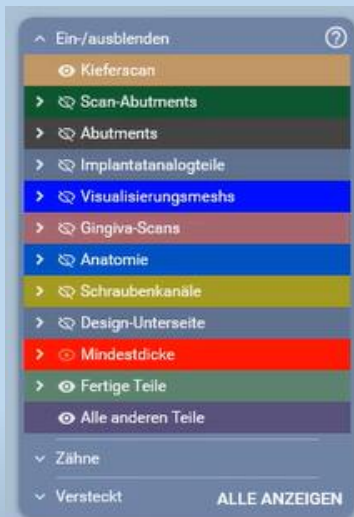 Ein-/ausblenden
Kieferscan
Scan-Abutments
Abutments
Implantatanalogteile
Visualisierungsmeshs
Gingiva-Scans
Anatomie
Schraubenkanäle
Design-Unterseite
Mindestdicke
Fertige Teile
Alle anderen Teile
Zähne
Versteckt ALLE ANZEIGEN